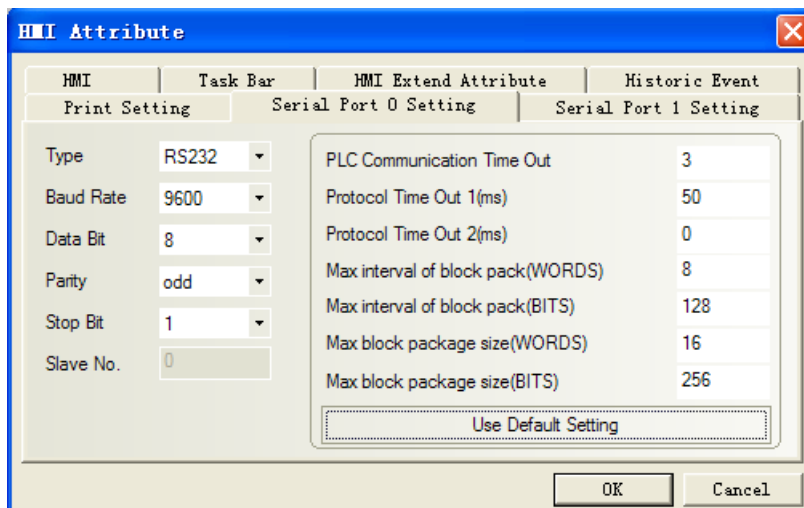 HMI Attribute
HMI Task Bar HMI Extend Attribute Historic Event
Print Setting Serial Port 0 Setting Serial Port 1 Setting
Type RS232
Baud Rate 9600
Data Bit 8
Parity odd
Stop Bit 1
Slave No. 0
PLC Communication Time Out 3
Protocol Time Out 1(ms) 50
Protocol Time Out 2(ms) 0
Max interval of block pack(WORDS) 8
Max interval of block pack(BITS) 128
Max block package size(WORDS) 16
Max block package size(BITS) 256
Use Default Setting
OK Cancel